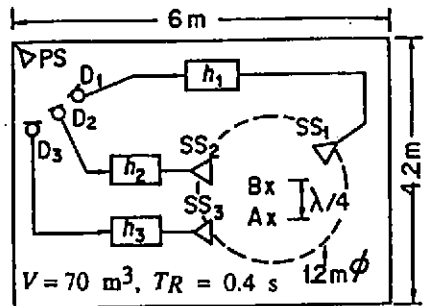 6 m
PS
D1
h1
D2
SS1
D3
SS2
h2
Bx
λ/4
4.2m
SS3
Ax
h3
V = 70 m³, TR = 0.4 s
1.2mϕ